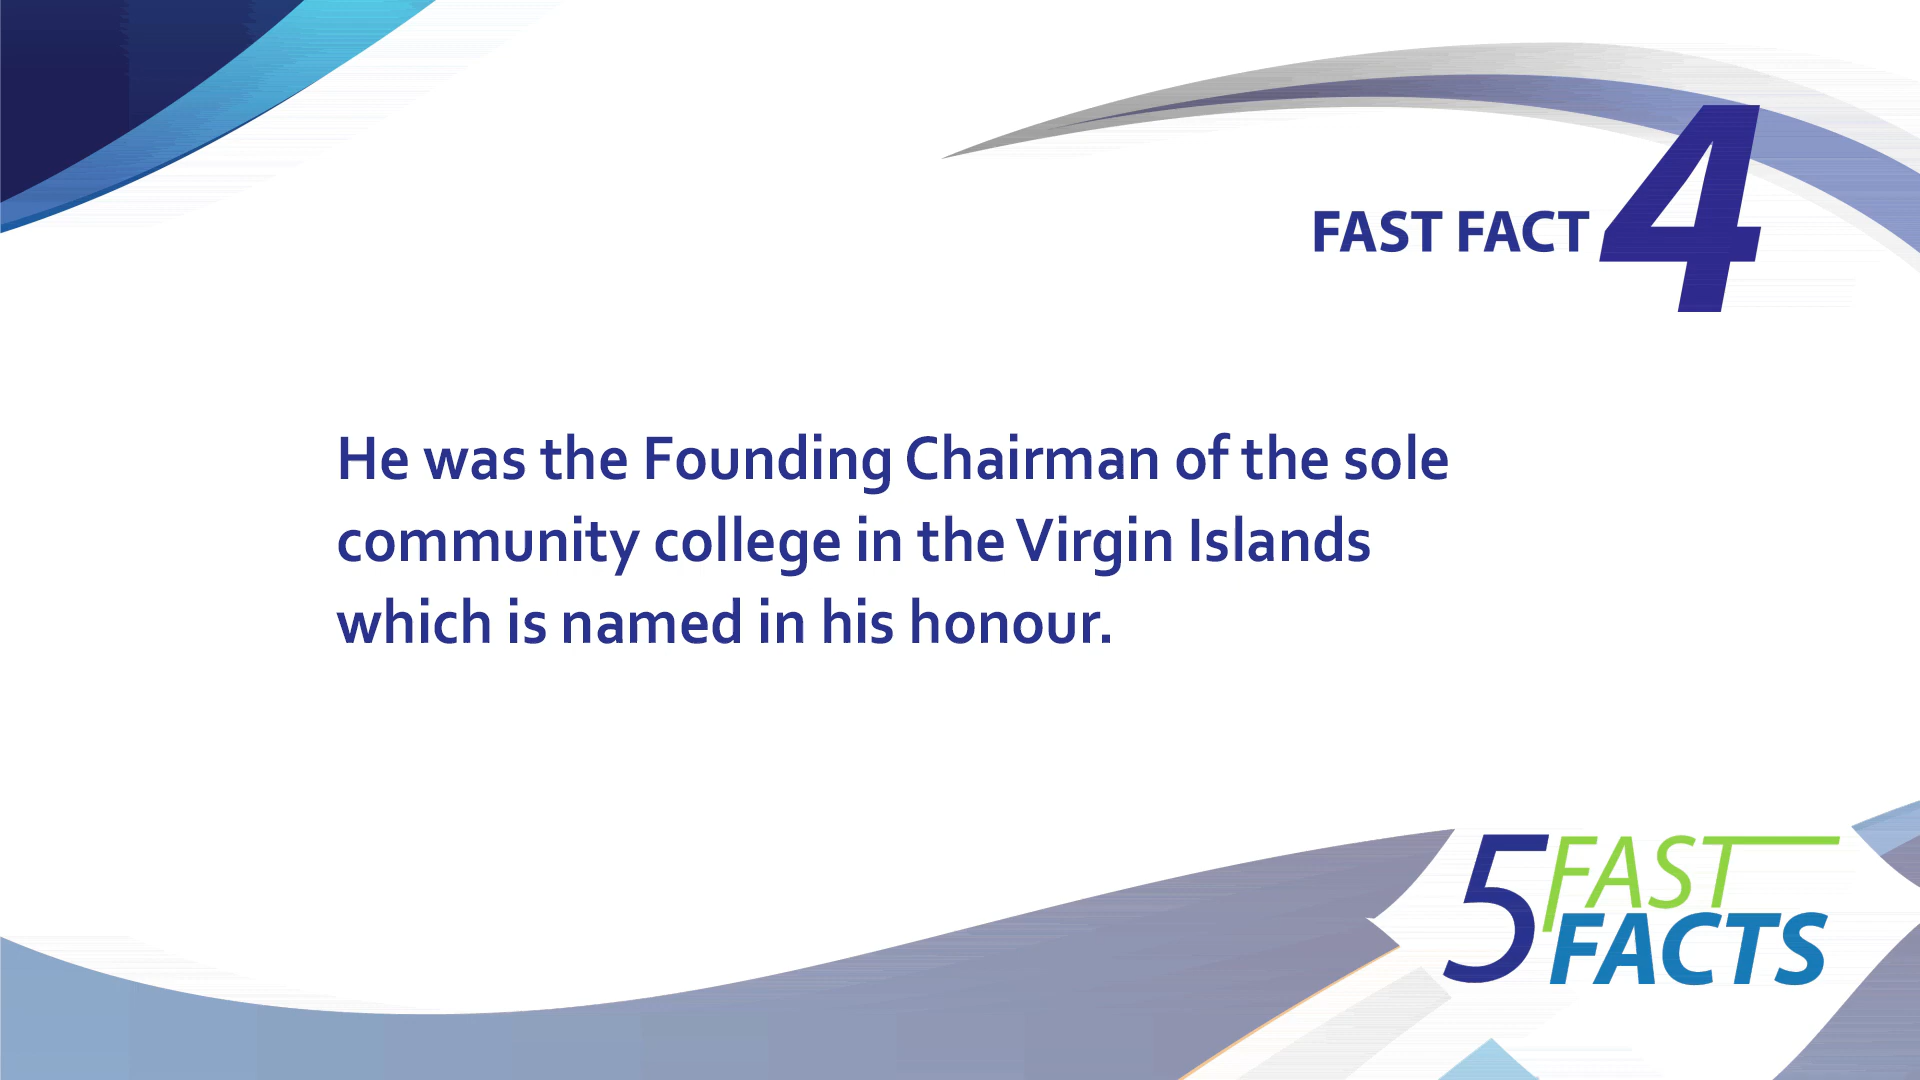 FAST FACT 4
He was the Founding Chairman of the sole
community college in the Virgin Islands
which is named in his honour.
5 FAST
FACTS